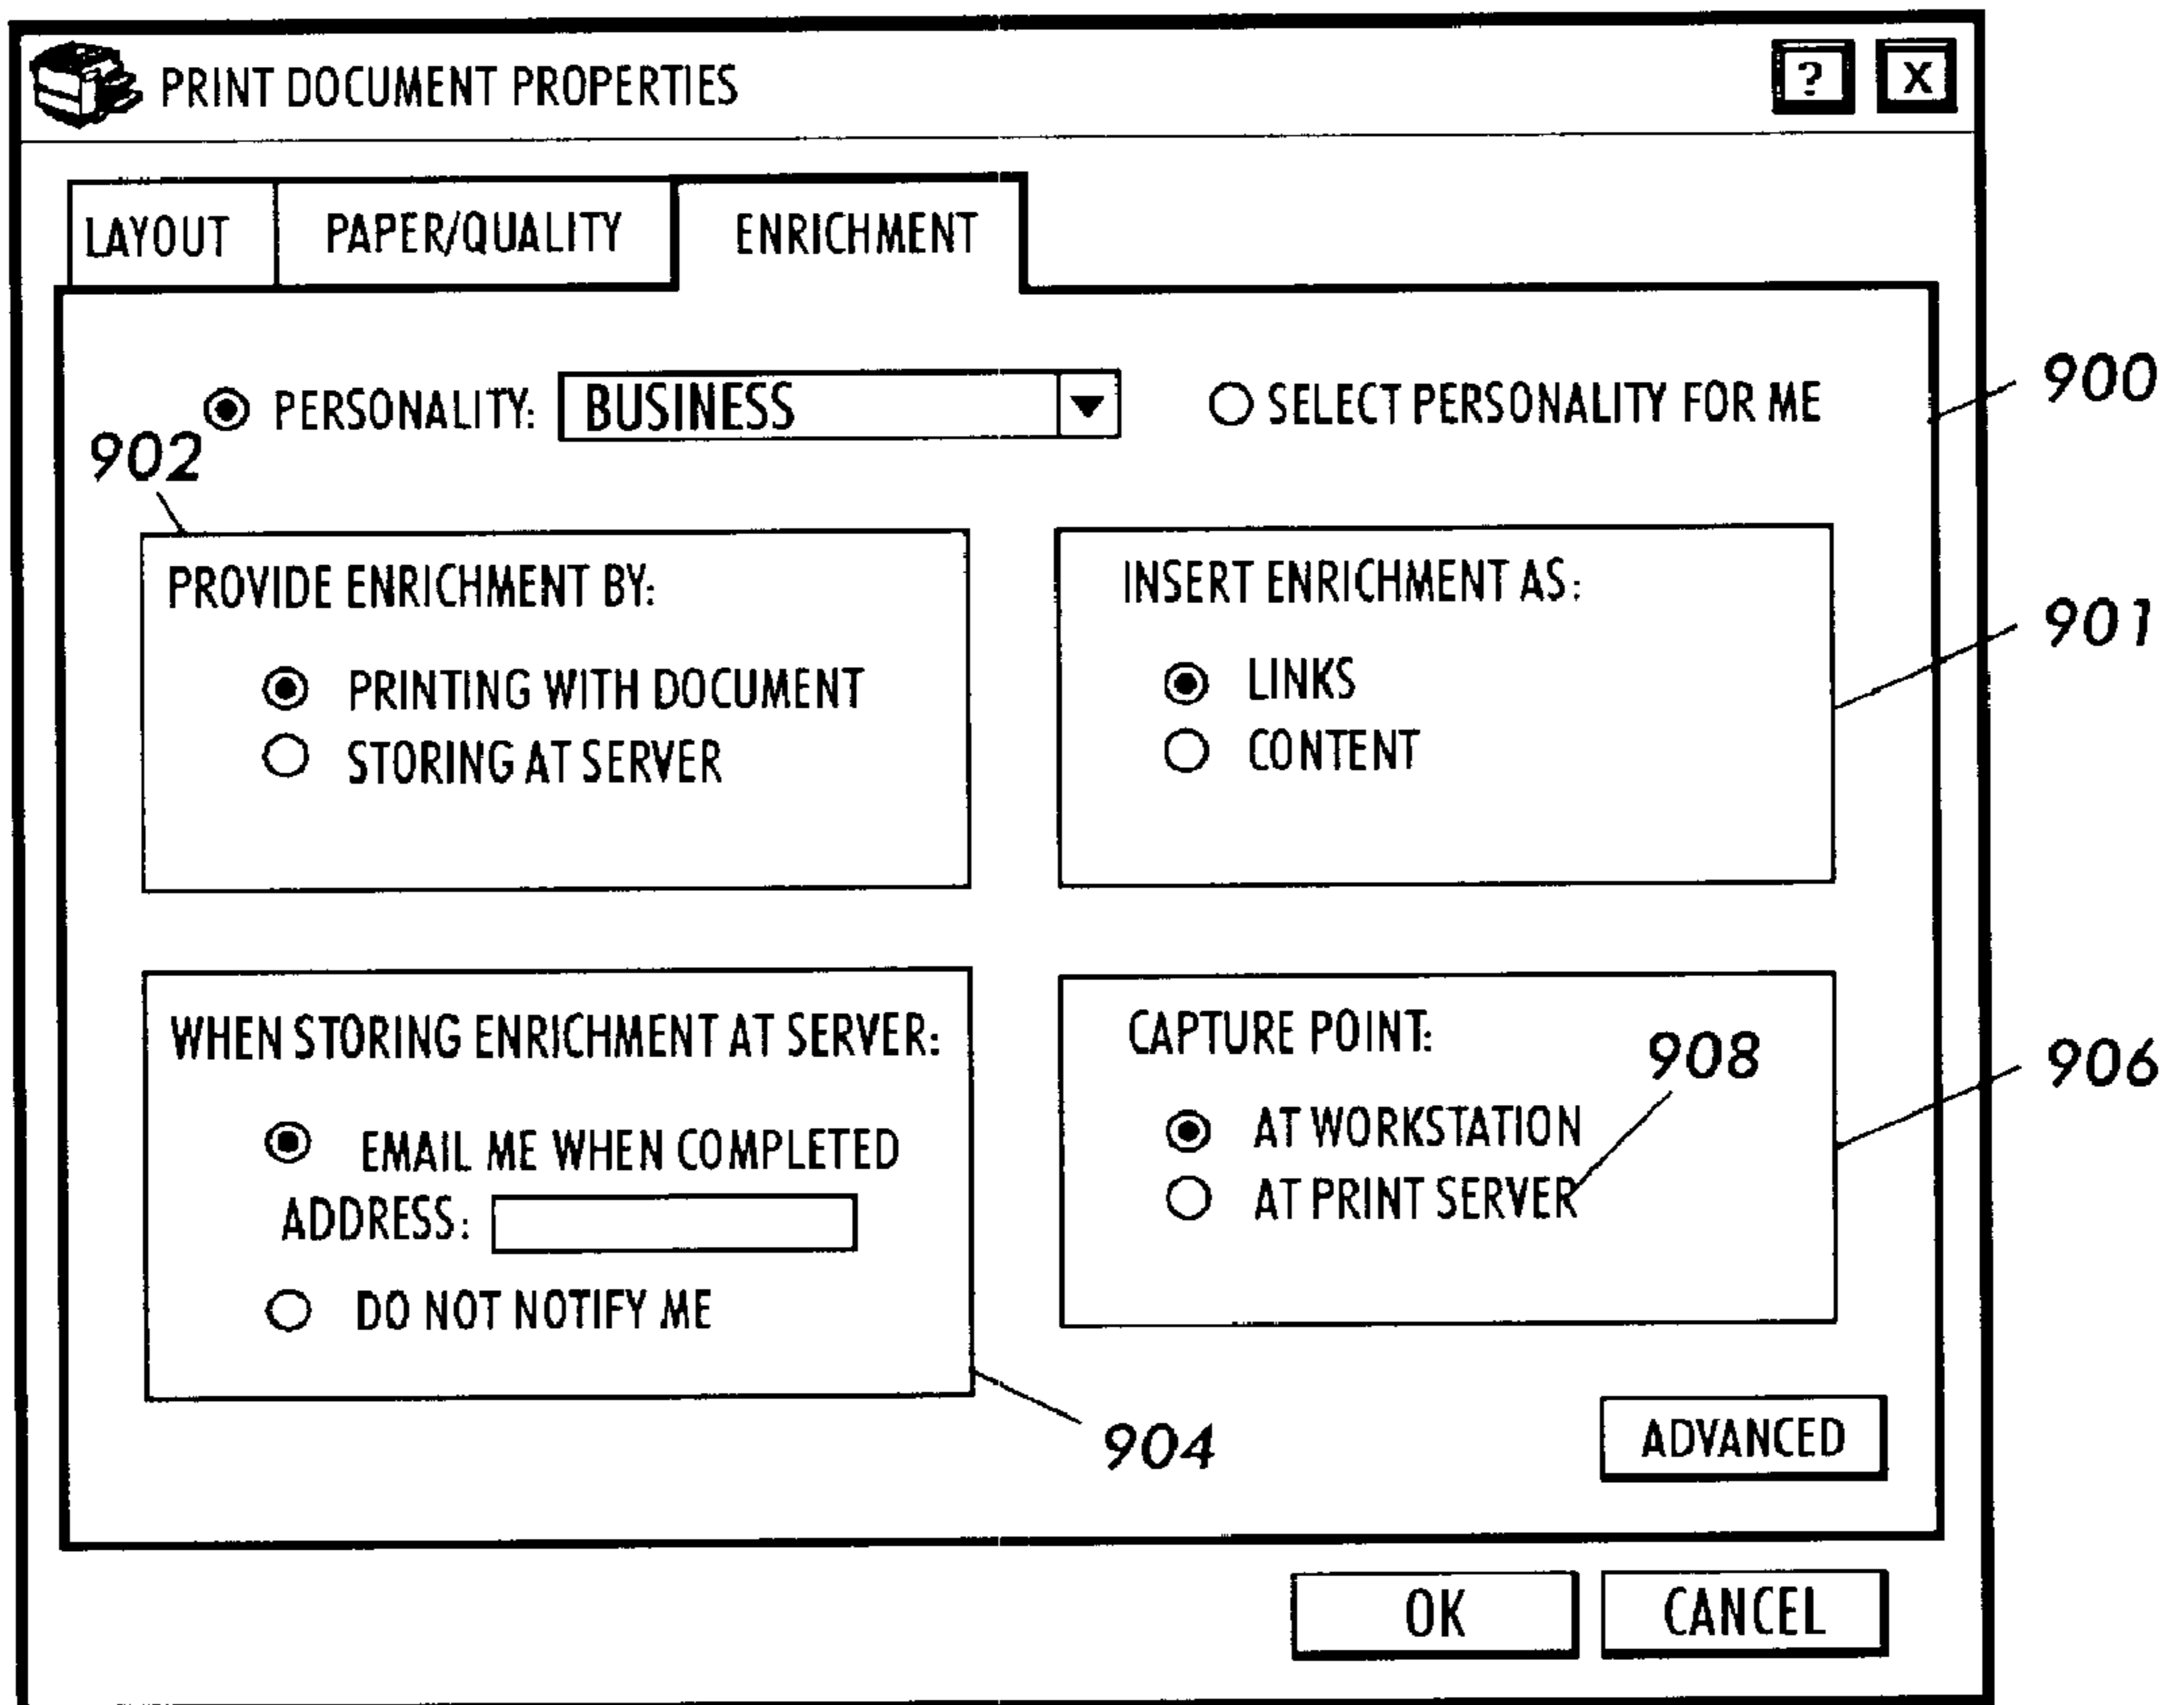 PRINT DOCUMENT PROPERTIES
? X
LAYOUT PAPER/QUALITY ENRICHMENT
PERSONALITY: BUSINESS SELECT PERSONALITY FOR ME
900
902
PROVIDE ENRICHMENT BY:
PRINTING WITH DOCUMENT
STORING AT SERVER
INSERT ENRICHMENT AS:
LINKS
CONTENT
901
WHEN STORING ENRICHMENT AT SERVER:
EMAIL ME WHEN COMPLETED
ADDRESS:
DO NOT NOTIFY ME
904
CAPTURE POINT:
908
AT WORKSTATION
AT PRINT SERVER
906
ADVANCED
OK CANCEL